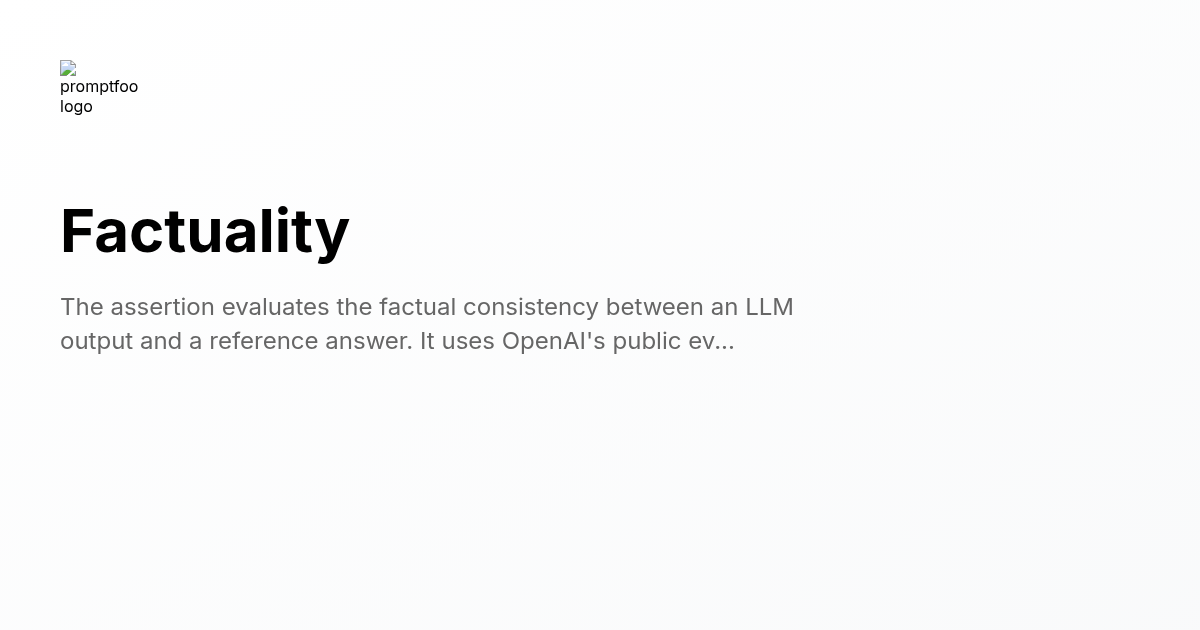 promptfoo
logo
Factuality
The assertion evaluates the factual consistency between an LLM
output and a reference answer. It uses OpenAI's public ev...